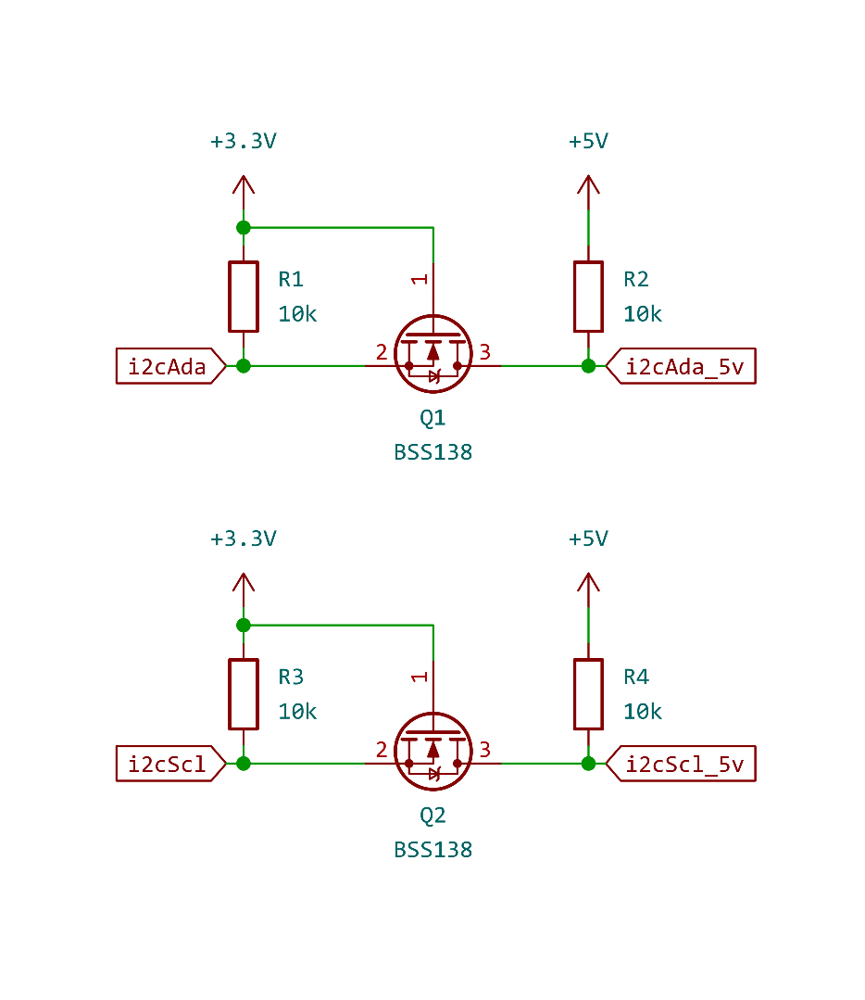 +3.3V
+5V
1
R1
10k
R2
10k
i2cAda
2
3
i2cAda_5v
Q1
BSS138
+3.3V
+5V
1
R3
10k
R4
10k
i2cScl
2
3
i2cScl_5v
Q2
BSS138